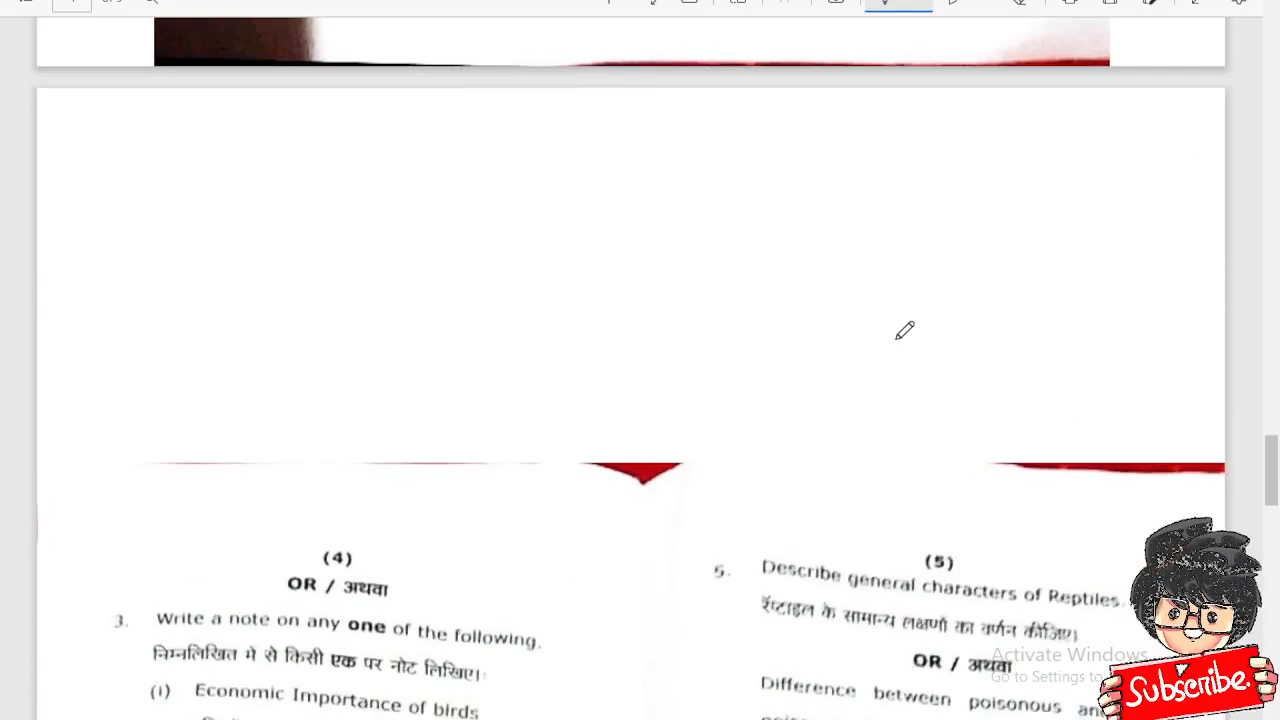 (4)
OR / अथवा
3. Write a note on any one of the following.
निम्नलिखित में से किसी एक पर नोट लिखिए।
(i) Economic Importance of birds
(5)
5. Describe general characters of Reptiles.
रेंप्टाइल के सामान्य लक्षणों का वर्णन कीजिए।
OR / अथवा
Difference between poisonous an
Activate Windows
Go to Settings to
Subscribe.